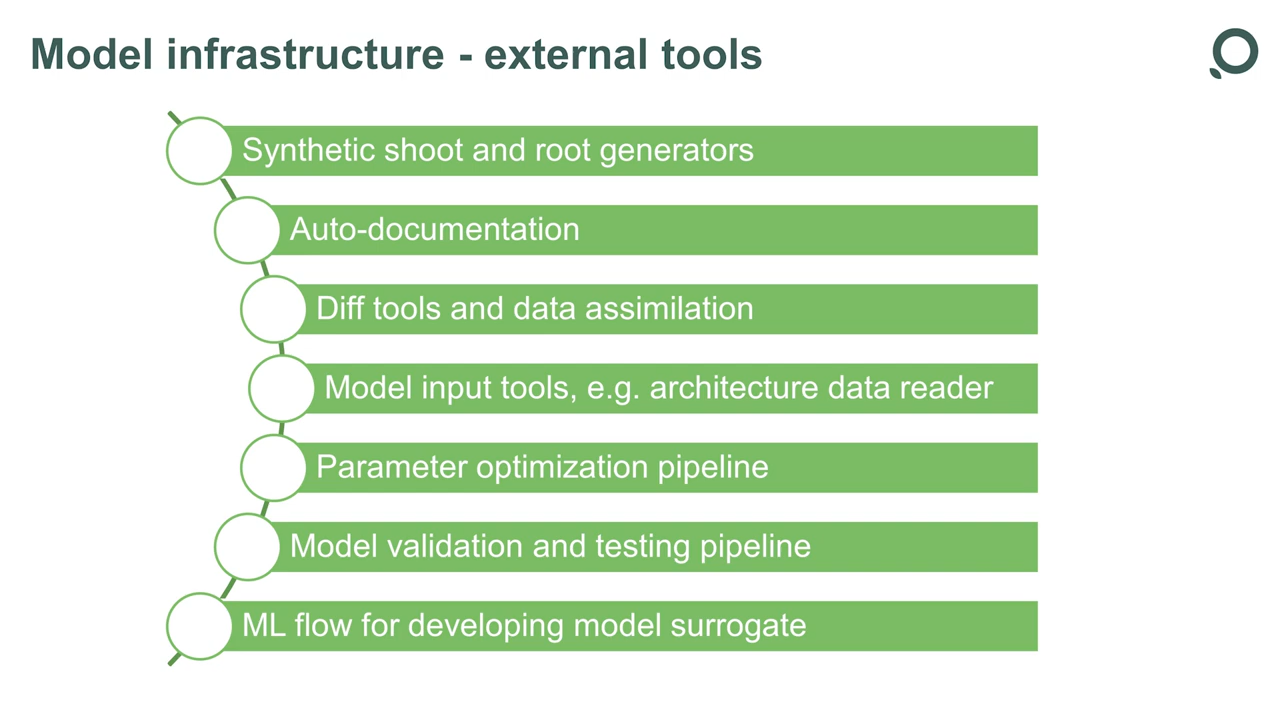 Model infrastructure - external tools
Synthetic shoot and root generators
Auto-documentation
Diff tools and data assimilation
Model input tools, e.g. architecture data reader
Parameter optimization pipeline
Model validation and testing pipeline
ML flow for developing model surrogate